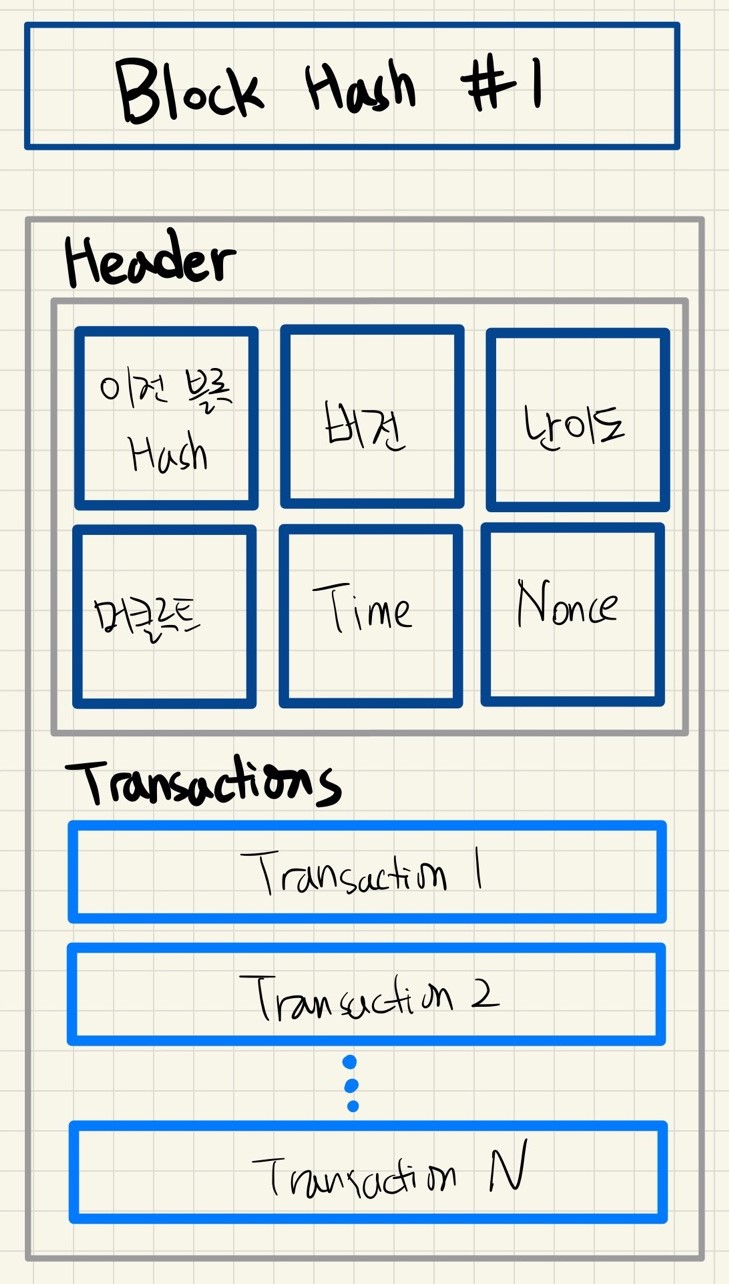 Block Hash #1
Header
이전 블록
Hash
버전
난이도
머클루트
Time
Nonce
Transactions
Transaction 1
Transaction 2
Transaction N